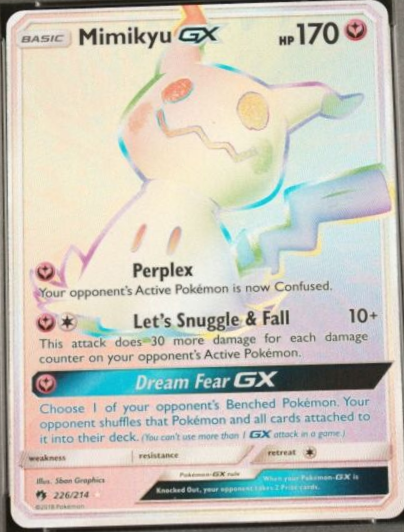 BASIC Mimikyu GX HP 170
Perplex
Your opponent's Active Pokémon is now Confused.
Let's Snuggle & Fall 10+
This attack does 30 more damage for each damage
counter on your opponent's Active Pokémon.
Dream Fear GX
Choose 1 of your opponent's Benched Pokémon. Your
opponent shuffles that Pokémon and all cards attached to
it into their deck. (You can't use more than 1 GX attack in a game.)
weakness resistance retreat
Pokémon-GX rule
When your Pokémon-GX is
Knocked Out, your opponent takes 2 Prize cards.
Illus. 5ban Graphics
226/214
©2018 Pokémon